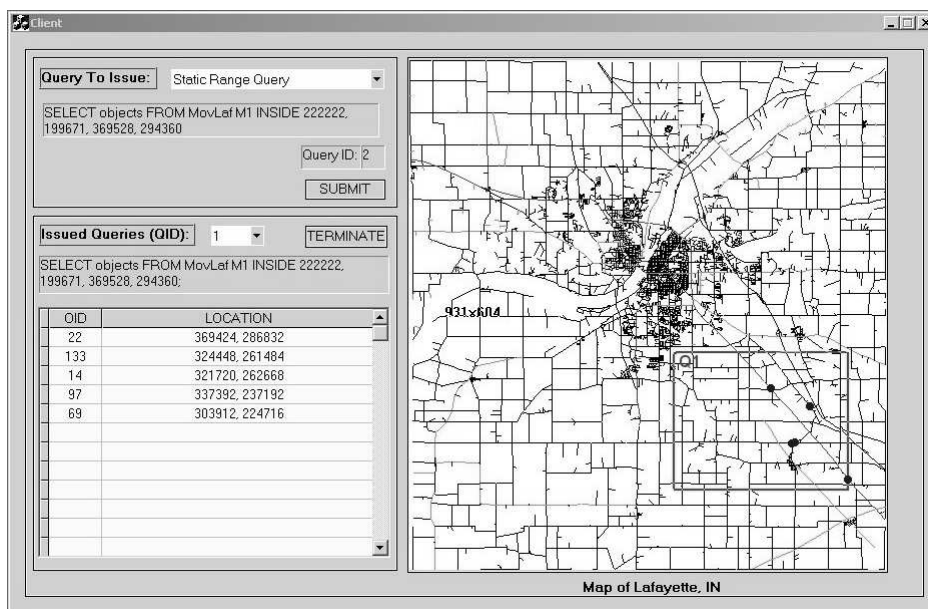 Client
Query To Issue:
Static Range Query
SELECT objects FROM MovLaf M1 INSIDE 222222,
199671, 369528, 294360
Query ID: 2
SUBMIT
Issued Queries (QID):
1
TERMINATE
SELECT objects FROM MovLaf M1 INSIDE 222222,
199671, 369528, 294360;
OID LOCATION
22 369424, 286832
133 324448, 261484
14 321720, 262668
97 337392, 237192
69 303912, 224716
931×604
Q1
Map of Lafayette, IN